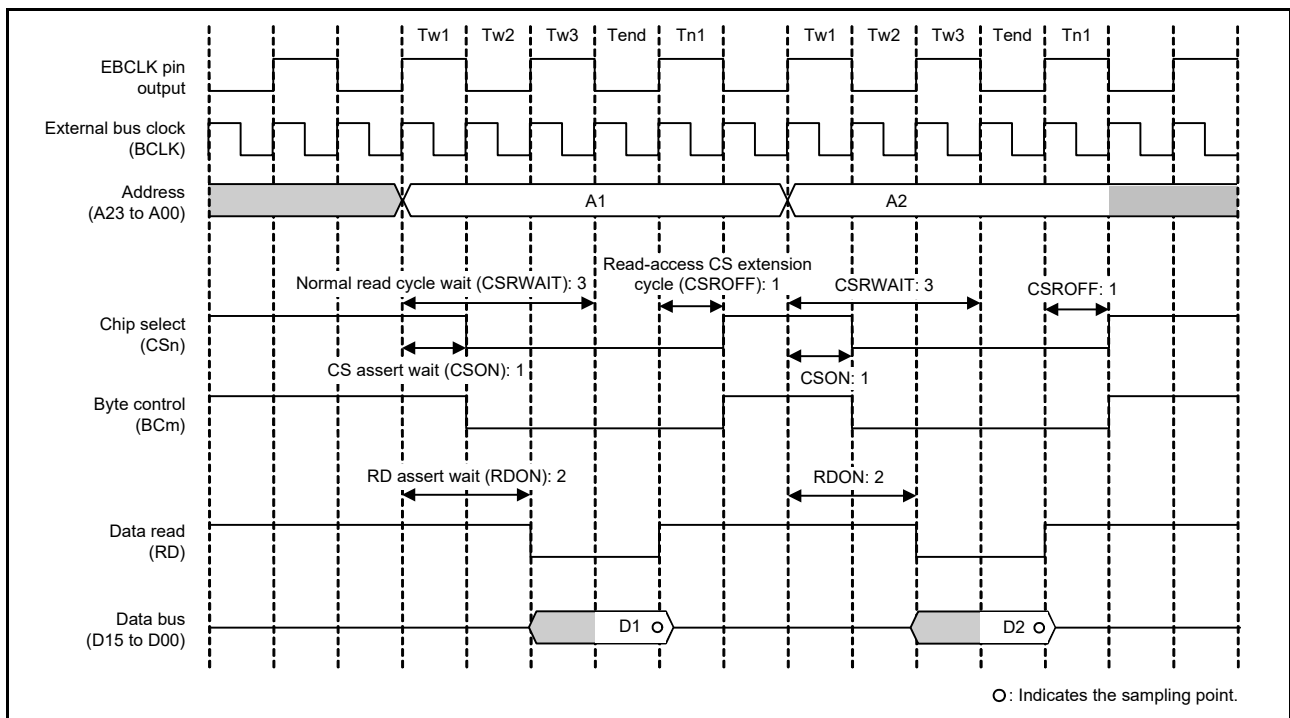 Tw1 Tw2 Tw3 Tend Tn1 Tw1 Tw2 Tw3 Tend Tn1
EBCLK pin
output
External bus clock
(BCLK)
Address
(A23 to A00)
A1 A2
Read-access CS extension
cycle (CSROFF): 1
Normal read cycle wait (CSRWAIT): 3
CSRWAIT: 3
CSROFF: 1
Chip select
(CSn)
CS assert wait (CSON): 1
CSON: 1
Byte control
(BCm)
RD assert wait (RDON): 2
RDON: 2
Data read
(RD)
Data bus
(D15 to D00)
D1 D2
: Indicates the sampling point.